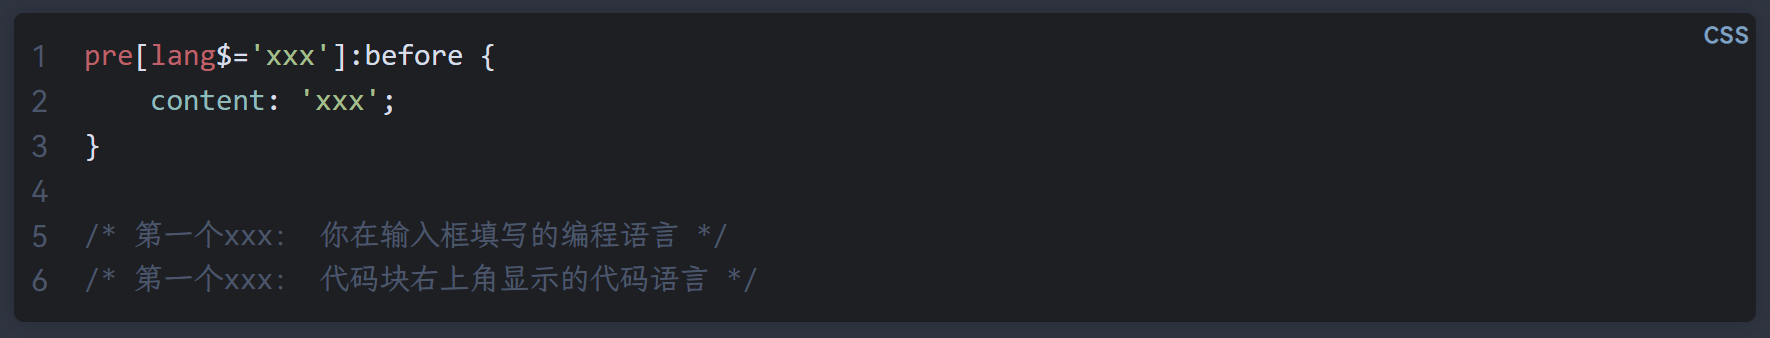 CSS
1 pre[lang$='xxx']:before {
2     content: 'xxx';
3 }
4
5 /* 第一个xxx: 你在输入框填写的编程语言 */
6 /* 第一个xxx: 代码块右上角显示的代码语言 */